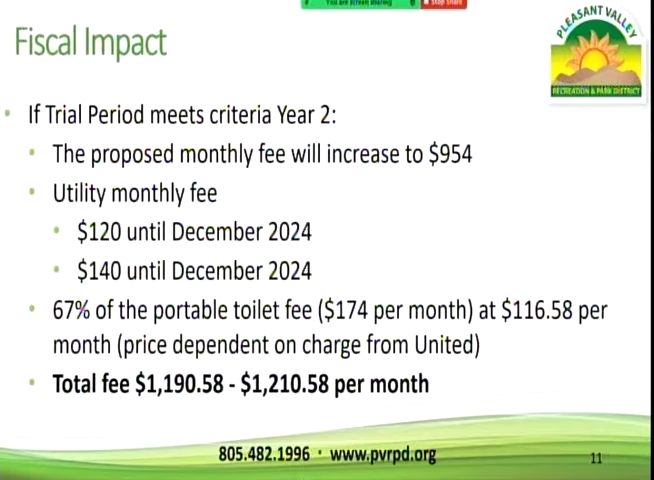 You are screen sharing
Stop Share
Fiscal Impact
PLEASANT VALLEY
RECREATION & PARK DISTRICT
If Trial Period meets criteria Year 2:
The proposed monthly fee will increase to $954
Utility monthly fee
$120 until December 2024
$140 until December 2024
67% of the portable toilet fee ($174 per month) at $116.58 per
month (price dependent on charge from United)
Total fee $1,190.58 - $1,210.58 per month
805.482.1996 · www.pvrpd.org
11